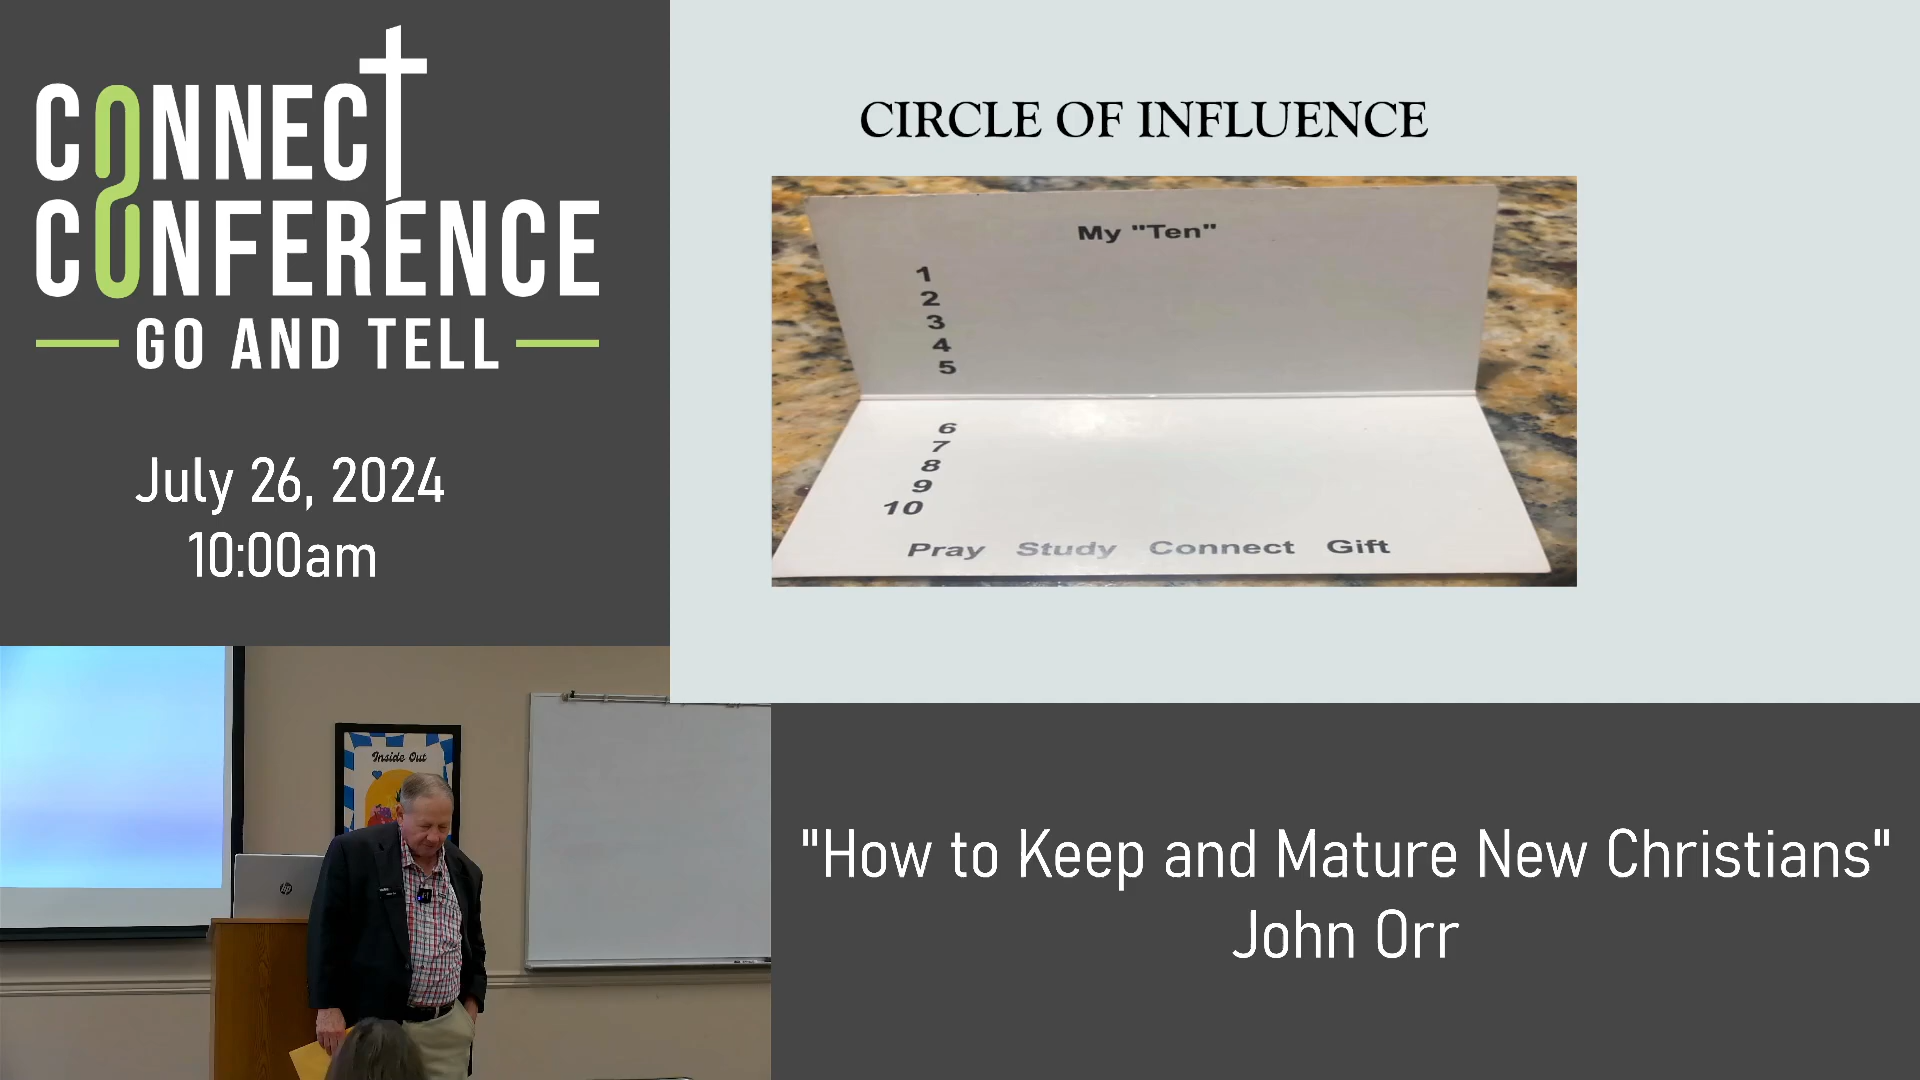 CONNECT
CONFERENCE
GO AND TELL
July 26, 2024
10:00am
CIRCLE OF INFLUENCE
My "Ten"
1
2
3
4
5
6
7
8
9
10
Pray Study Connect Gift
Inside Out
hp
"How to Keep and Mature New Christians"
John Orr